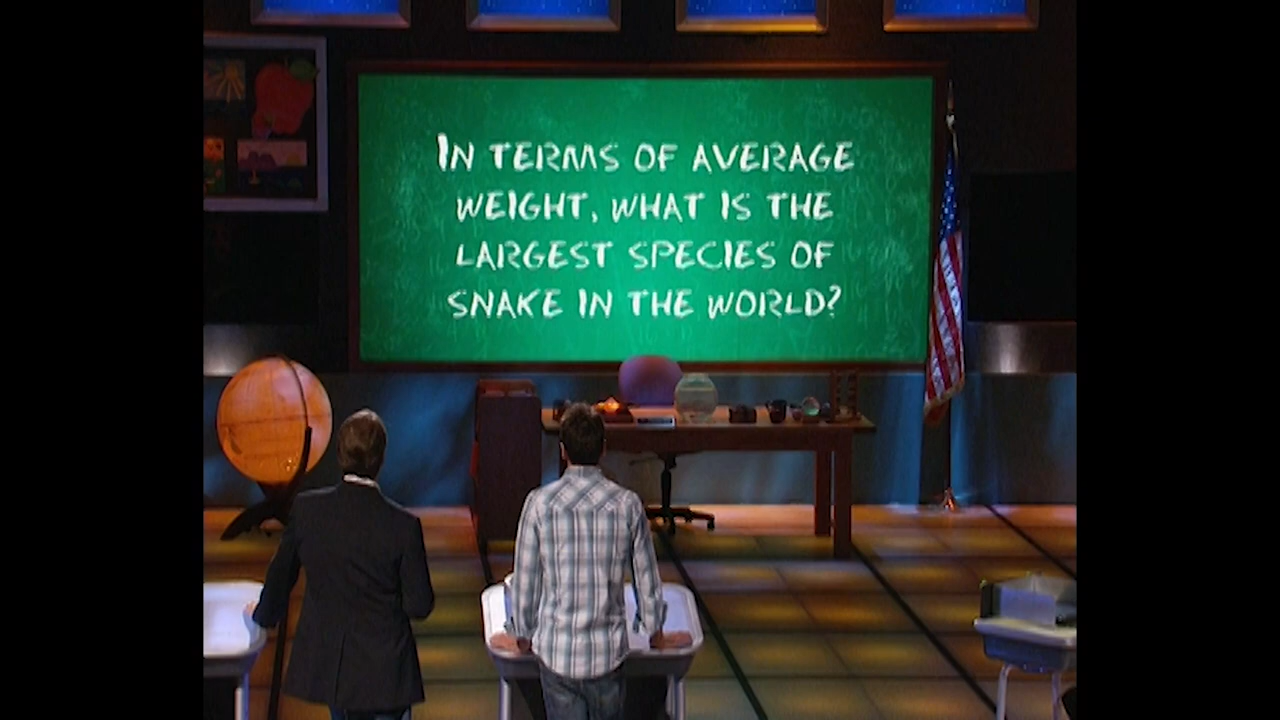 In terms of average
weight, what is the
largest species of
snake in the world?